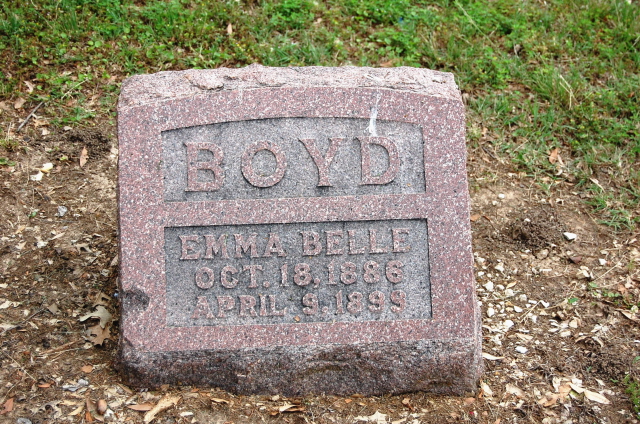 BOYD
EMMA BELLE
OCT. 18, 1886
APRIL 9, 1899